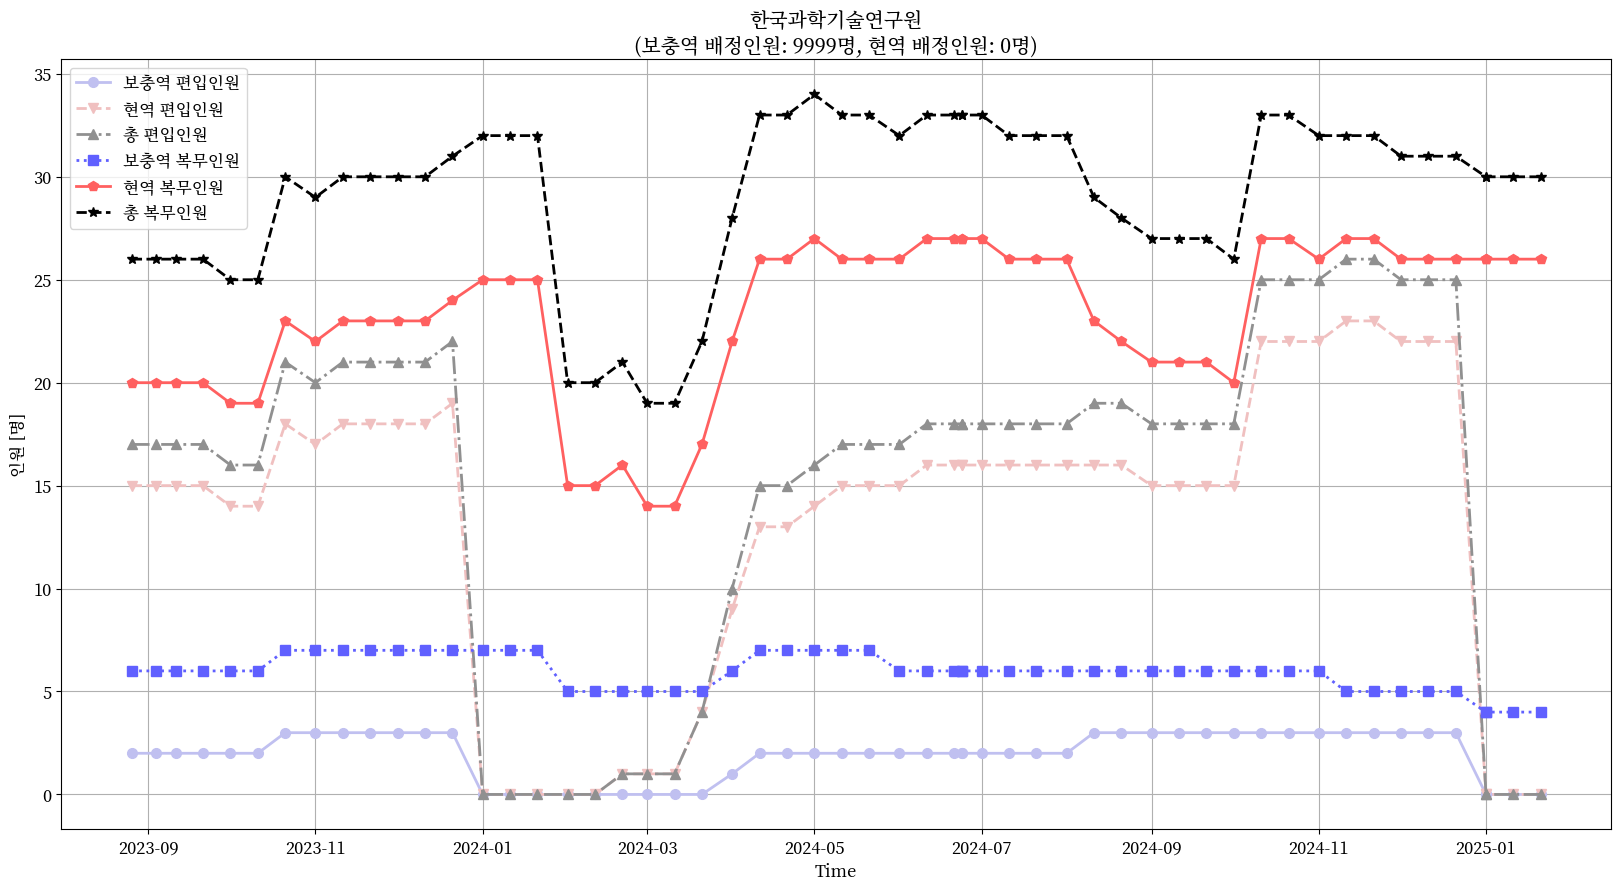 한국과학기술연구원
(보충역 배정인원: 9999명, 현역 배정인원: 0명)
35
30
25
20
15
10
5
0
인원 [명]
보충역 편입인원
현역 편입인원
총 편입인원
보충역 복무인원
현역 복무인원
총 복무인원
2023-09 2023-11 2024-01 2024-03 2024-05 2024-07 2024-09 2024-11 2025-01
Time